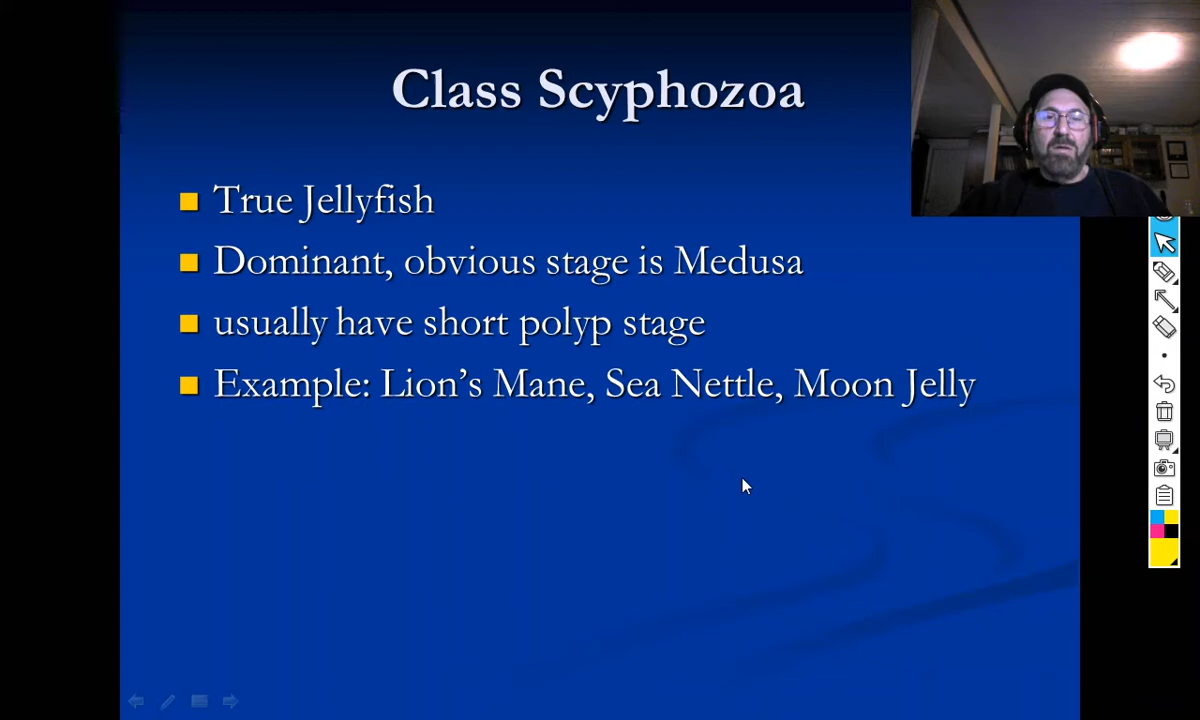 Class Scyphozoa
True Jellyfish
Dominant, obvious stage is Medusa
usually have short polyp stage
Example: Lion’s Mane, Sea Nettle, Moon Jelly